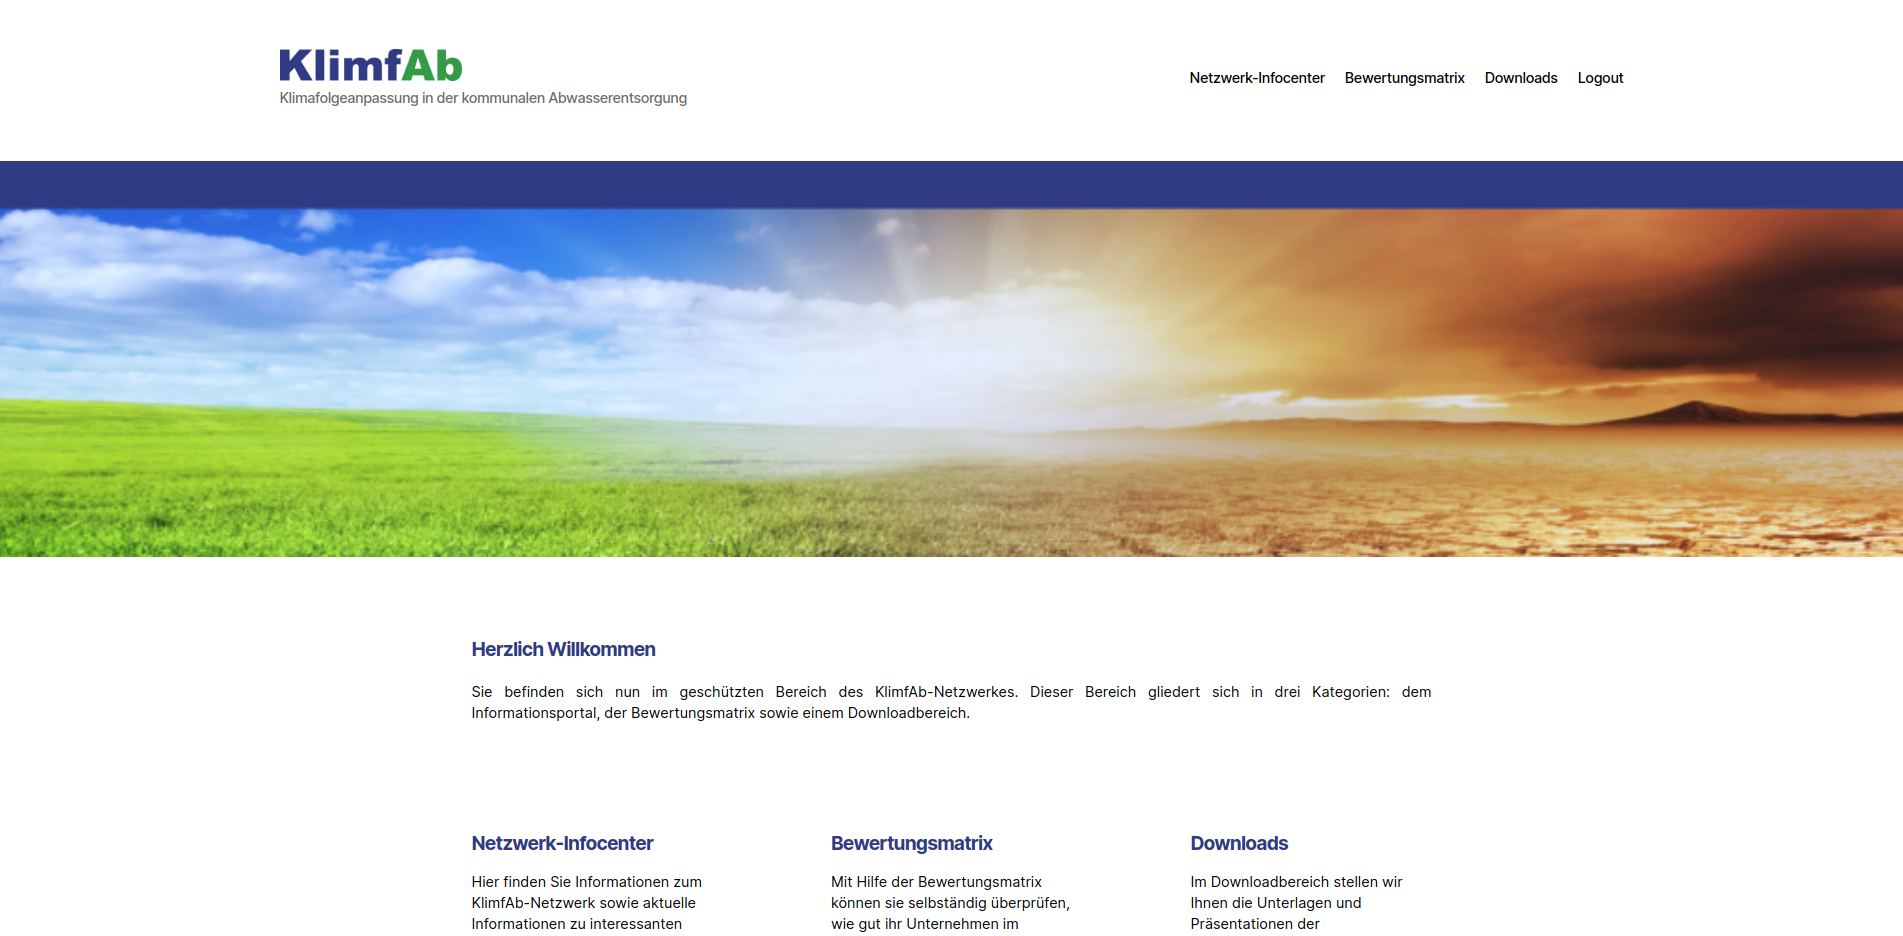 KlimfAb
Klimafolgeanpassung in der kommunalen Abwasserentsorgung
Netzwerk-Infocenter Bewertungsmatrix Downloads Logout
Herzlich Willkommen
Sie befinden sich nun im geschützten Bereich des KlimfAb-Netzwerkes. Dieser Bereich gliedert sich in drei Kategorien: dem
Informationsportal, der Bewertungsmatrix sowie einem Downloadbereich.
Netzwerk-Infocenter
Hier finden Sie Informationen zum
KlimfAb-Netzwerk sowie aktuelle
Informationen zu interessanten
Bewertungsmatrix
Mit Hilfe der Bewertungsmatrix
können sie selbständig überprüfen,
wie gut ihr Unternehmen im
Downloads
Im Downloadbereich stellen wir
Ihnen die Unterlagen und
Präsentationen der